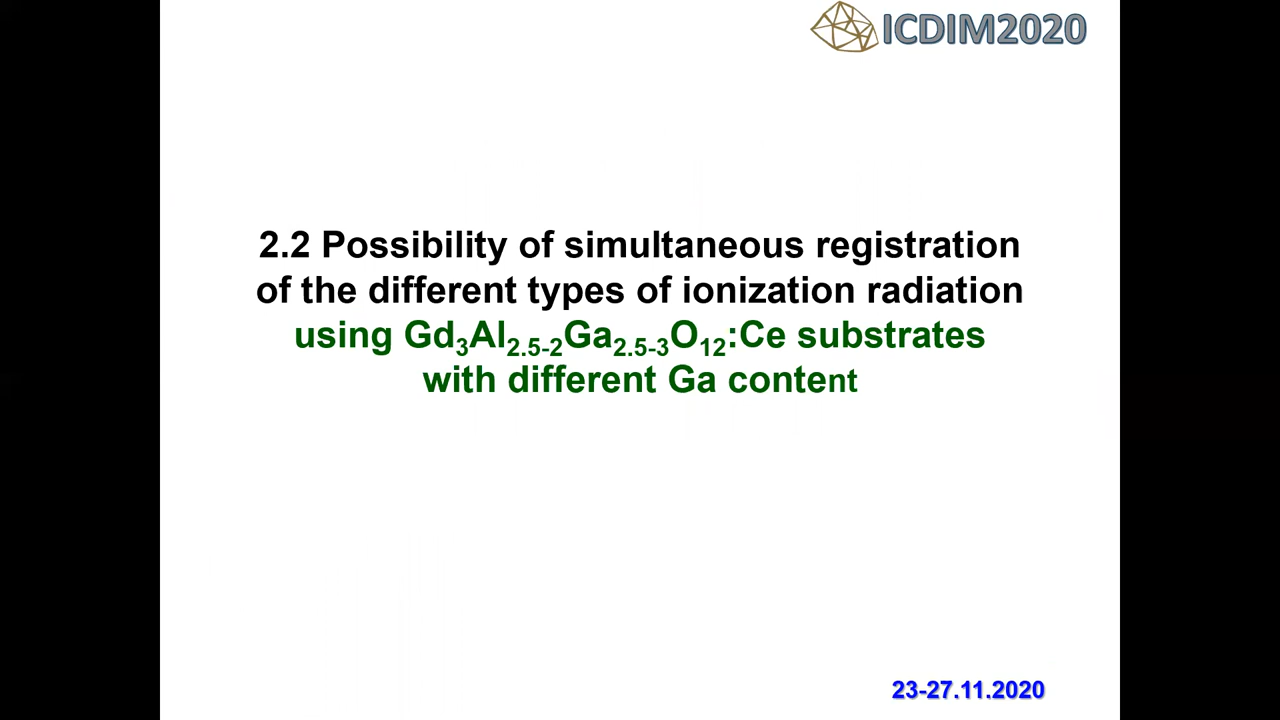 ICDIM2020
2.2 Possibility of simultaneous registration
of the different types of ionization radiation
using Gd₃Al₂.₅₋₂Ga₂.₅₋₃O₁₂:Ce substrates
with different Ga content
23-27.11.2020